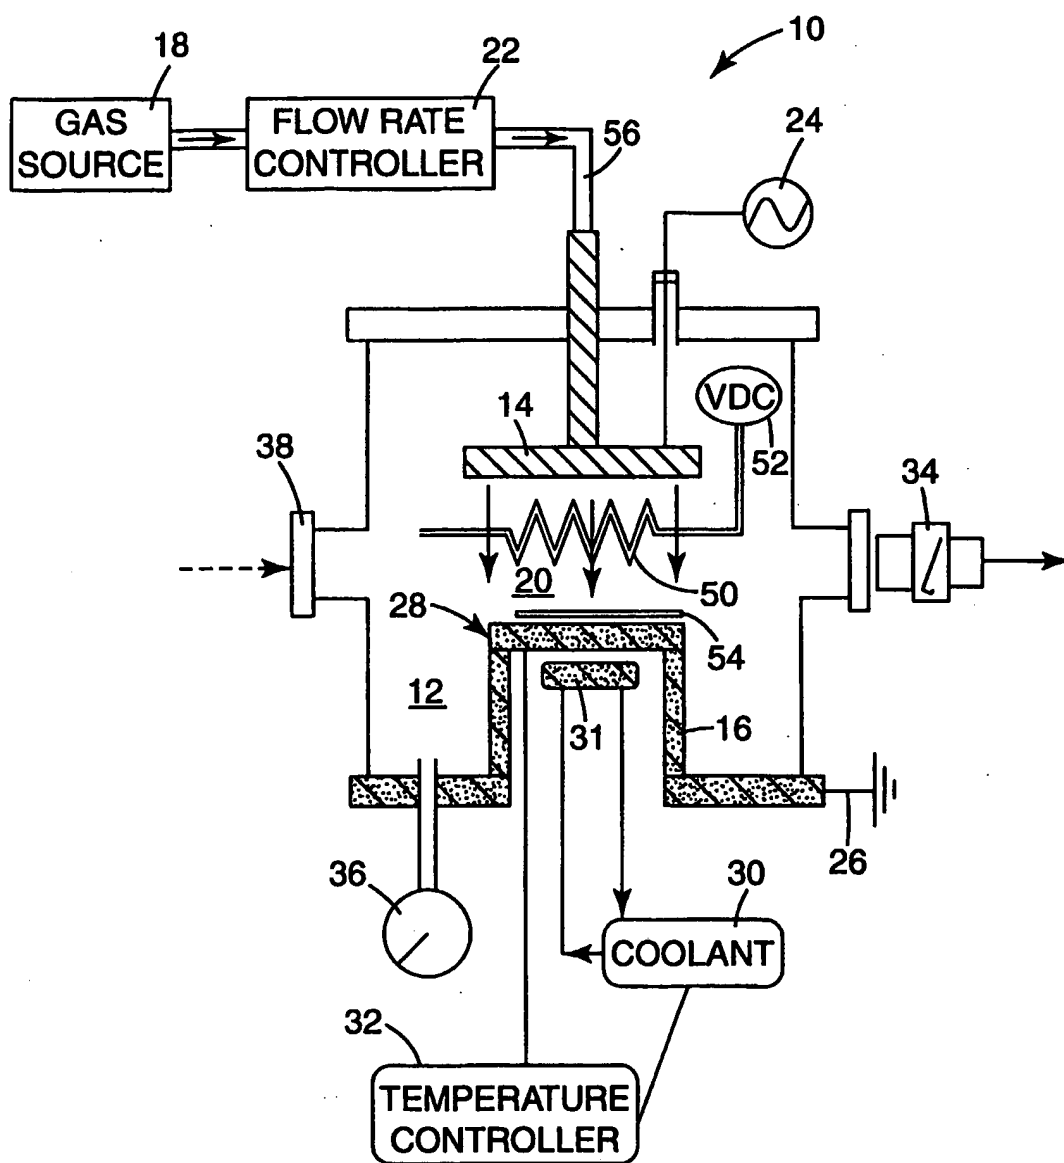 10
18
22
GAS
SOURCE
FLOW RATE
CONTROLLER
56
24
14
VDC
52
38
34
20
50
28
54
12
31
16
26
36
30
COOLANT
32
TEMPERATURE
CONTROLLER